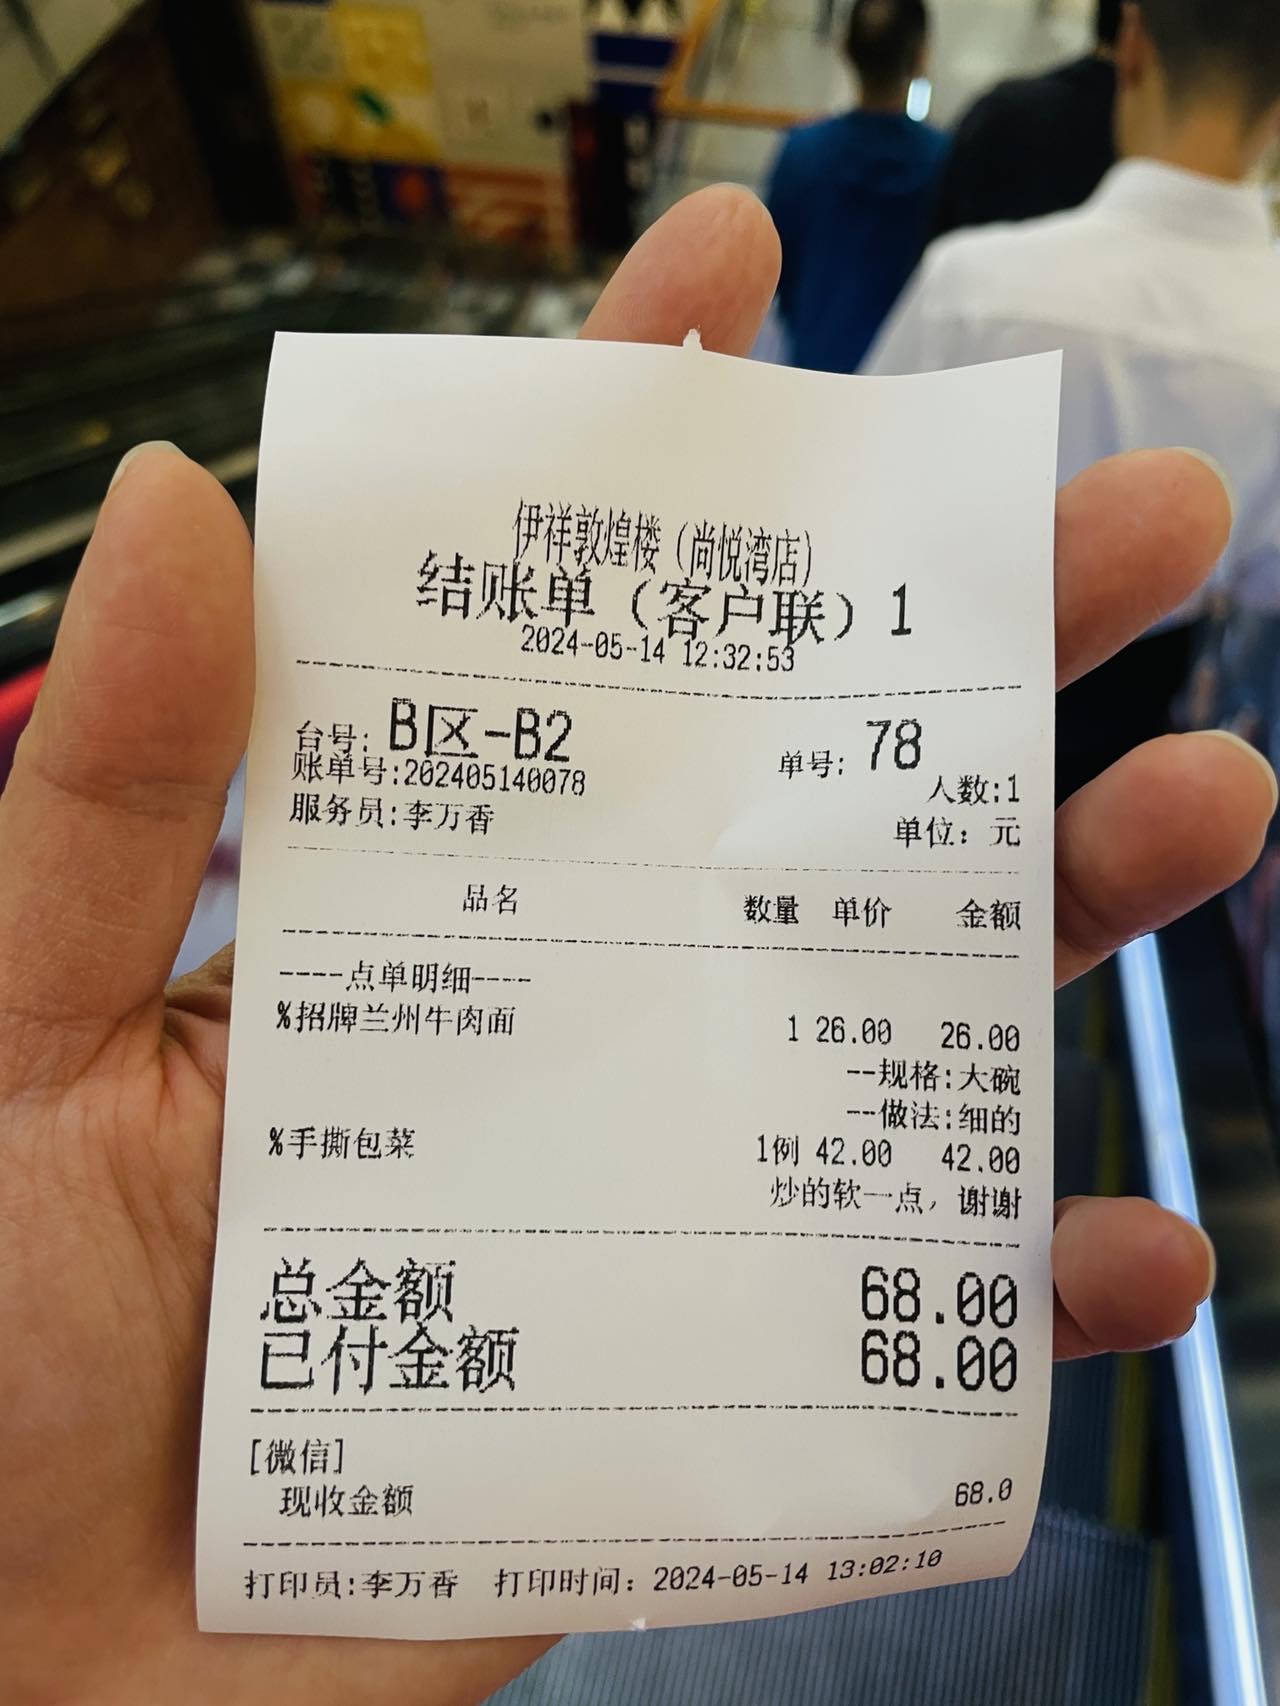 伊祥敦煌楼（尚悦湾店）
结账单（客户联）1
2024-05-14 12:32:53
台号: B区-B2 单号: 78
账单号:202405140078 人数:1
服务员:李万香 单位: 元
品名 数量 单价 金额
----点单明细----
%招牌兰州牛肉面 1 26.00 26.00
--规格:大碗
--做法:细的
%手撕包菜 1例 42.00 42.00
炒的软一点，谢谢
总金额 68.00
已付金额 68.00
[微信]
现收金额 68.0
打印员:李万香 打印时间: 2024-05-14 13:02:10